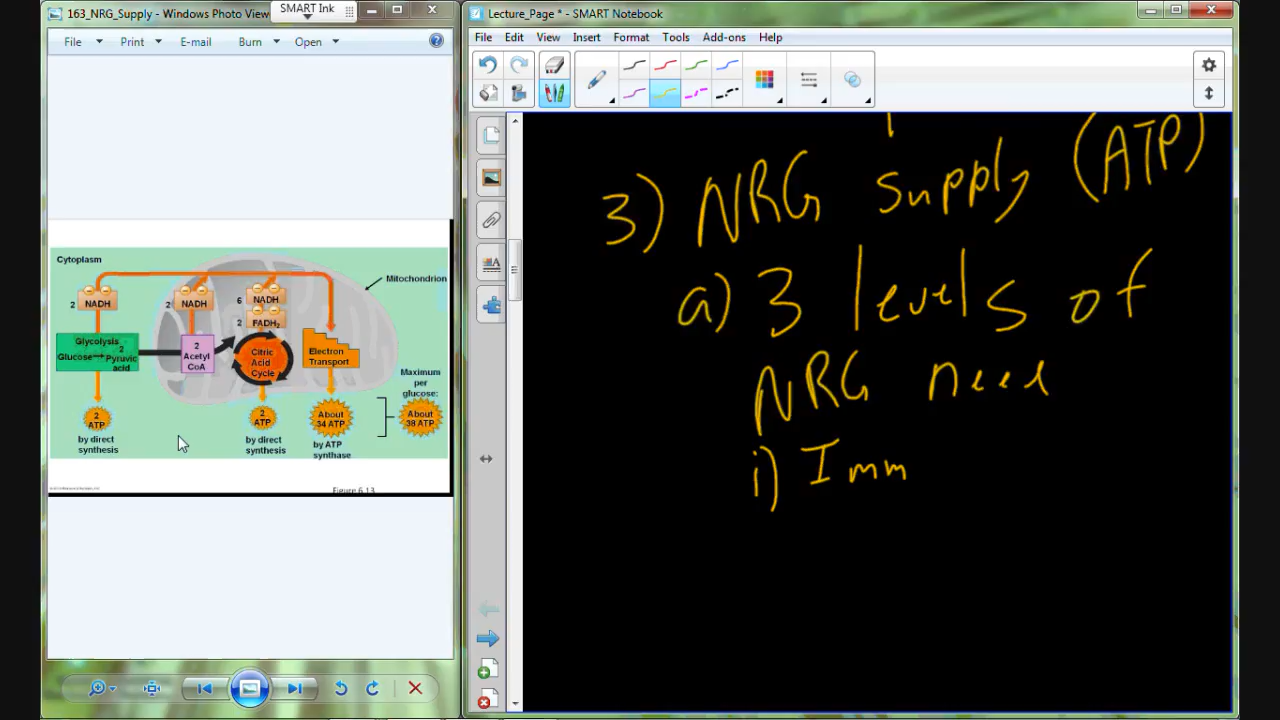 163_NRG_Supply - Windows Photo View
SMART Ink
File Print E-mail Burn Open
Cytoplasm
Mitochondrion
2 NADH
2 NADH
6 NADH
2 FADH₂
Glycolysis
Glucose → 2 Pyruvic acid
2 Acetyl CoA
Citric Acid Cycle
Electron Transport
Maximum per glucose:
2 ATP
2 ATP
About 34 ATP
About 38 ATP
by direct synthesis
by direct synthesis
by ATP synthase
Figure 6.13
Lecture_Page * - SMART Notebook
File Edit View Insert Format Tools Add-ons Help
3) NRG supply (ATP)
a) 3 levels of
NRG need
i) Imm